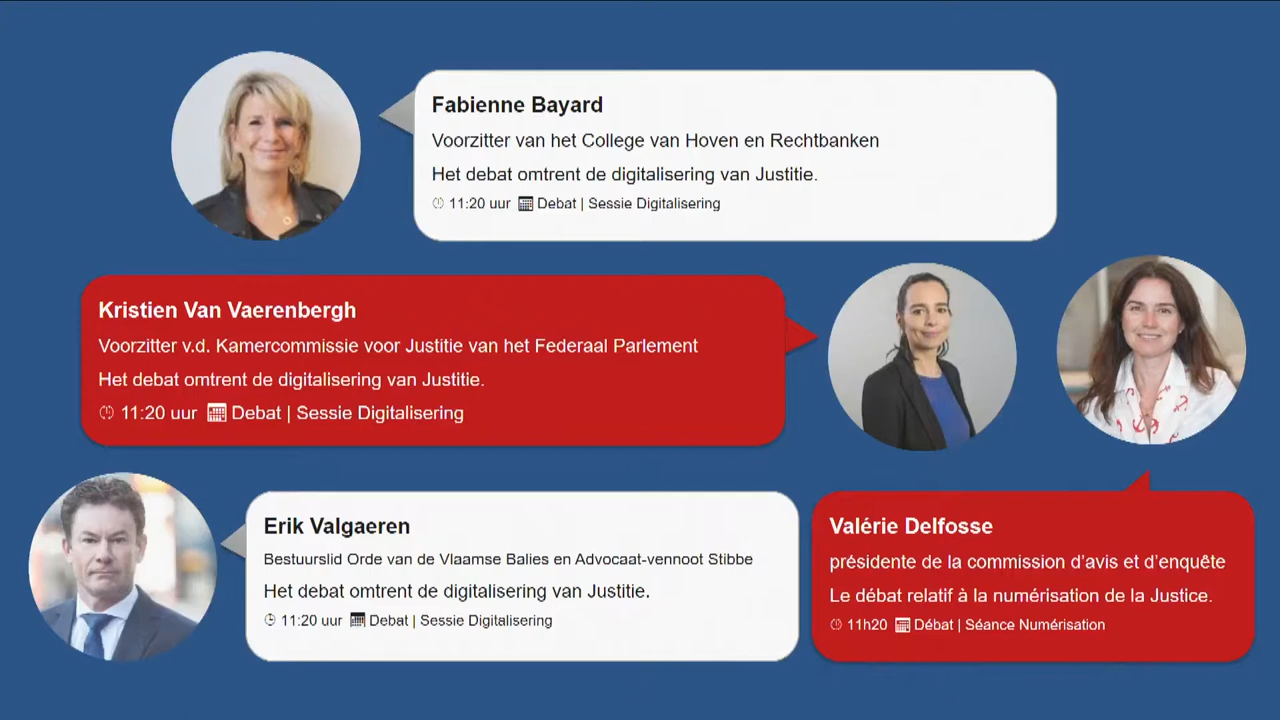 Fabienne Bayard
Voorzitter van het College van Hoven en Rechtbanken
Het debat omtrent de digitalisering van Justitie.
11:20 uur Debat | Sessie Digitalisering
Kristien Van Vaerenbergh
Voorzitter v.d. Kamercommissie voor Justitie van het Federaal Parlement
Het debat omtrent de digitalisering van Justitie.
11:20 uur Debat | Sessie Digitalisering
Erik Valgaeren
Bestuurslid Orde van de Vlaamse Balies en Advocaat-vennoot Stibbe
Het debat omtrent de digitalisering van Justitie.
11:20 uur Debat | Sessie Digitalisering
Valérie Delfosse
présidente de la commission d'avis et d'enquête
Le débat relatif à la numérisation de la Justice.
11h20 Débat | Séance Numérisation